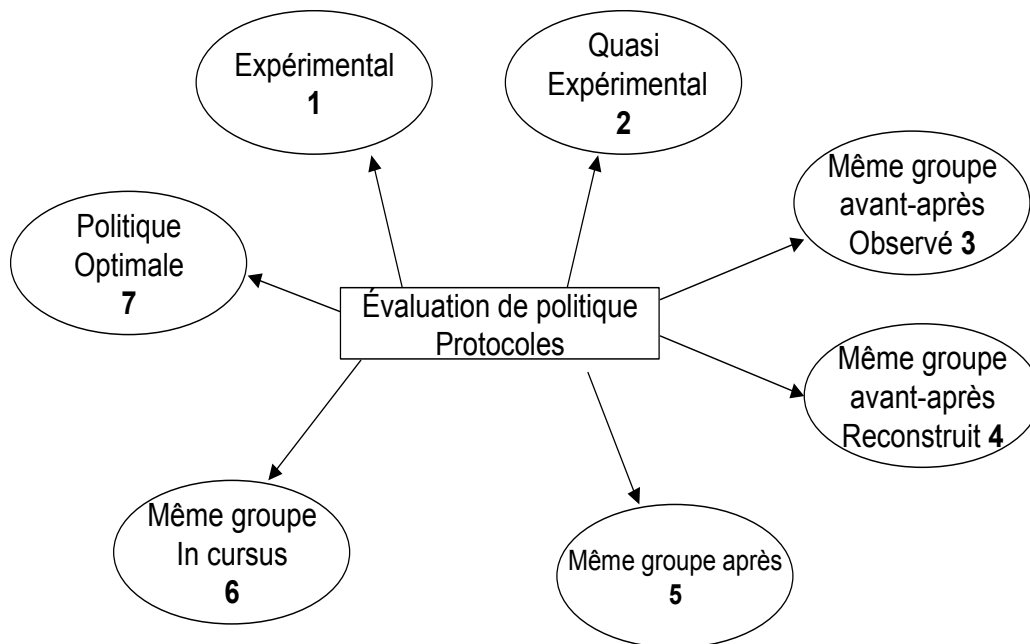 Expérimental
1
Quasi
Expérimental
2
Même groupe
avant-après
Observé 3
Politique
Optimale
7
Évaluation de politique
Protocoles
Même groupe
avant-après
Reconstruit 4
Même groupe
In cursus
6
Même groupe après
5